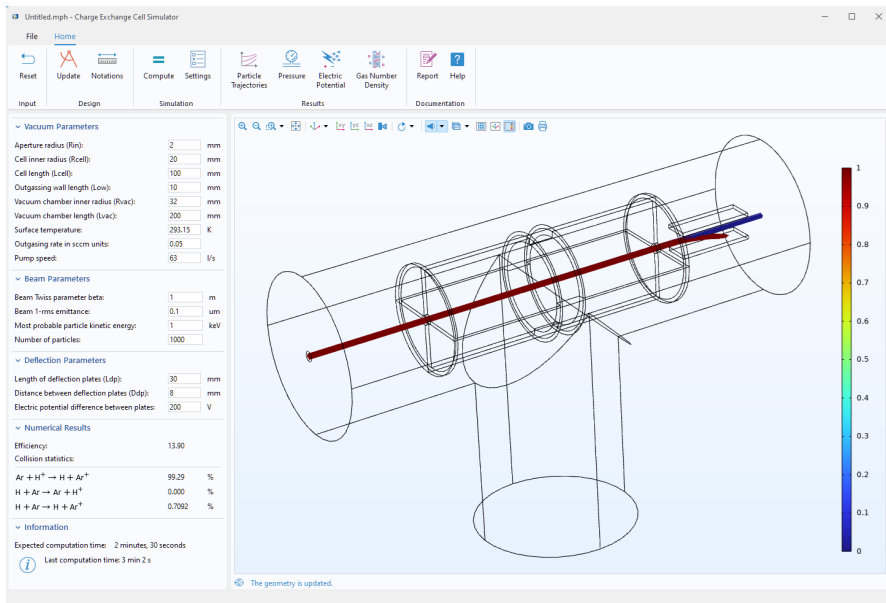 Untitled.mph - Charge Exchange Cell Simulator
File Home
Reset Update Notations Compute Settings Particle Trajectories Pressure Electric Potential Gas Number Density Report Help
Input Design Simulation Results Documentation
Vacuum Parameters
Aperture radius (Rin): 2 mm
Cell inner radius (Rcell): 20 mm
Cell length (Lcell): 100 mm
Outgassing wall length (Low): 10 mm
Vacuum chamber inner radius (Rvac): 32 mm
Vacuum chamber length (Lvac): 200 mm
Surface temperature: 293.15 K
Outgasing rate in sccm units: 0.05
Pump speed: 63 l/s
Beam Parameters
Beam Twiss parameter beta: 1 m
Beam 1-rms emittance: 0.1 um
Most probable particle kinetic energy: 1 keV
Number of particles: 1000
Deflection Parameters
Length of deflection plates (Ldp): 30 mm
Distance between deflection plates (Ddp): 8 mm
Electric potential difference between plates: 200 V
Numerical Results
Efficiency: 13.90
Collision statistics:
Ar + H⁺ → H + Ar⁺ 99.29 %
H + Ar → Ar + H⁺ 0.000 %
H + Ar → H + Ar⁺ 0.7092 %
Information
Expected computation time: 2 minutes, 30 seconds
i Last computation time: 3 min 2 s
xy yz xz
1
0.9
0.8
0.7
0.6
0.5
0.4
0.3
0.2
0.1
0
The geometry is updated.